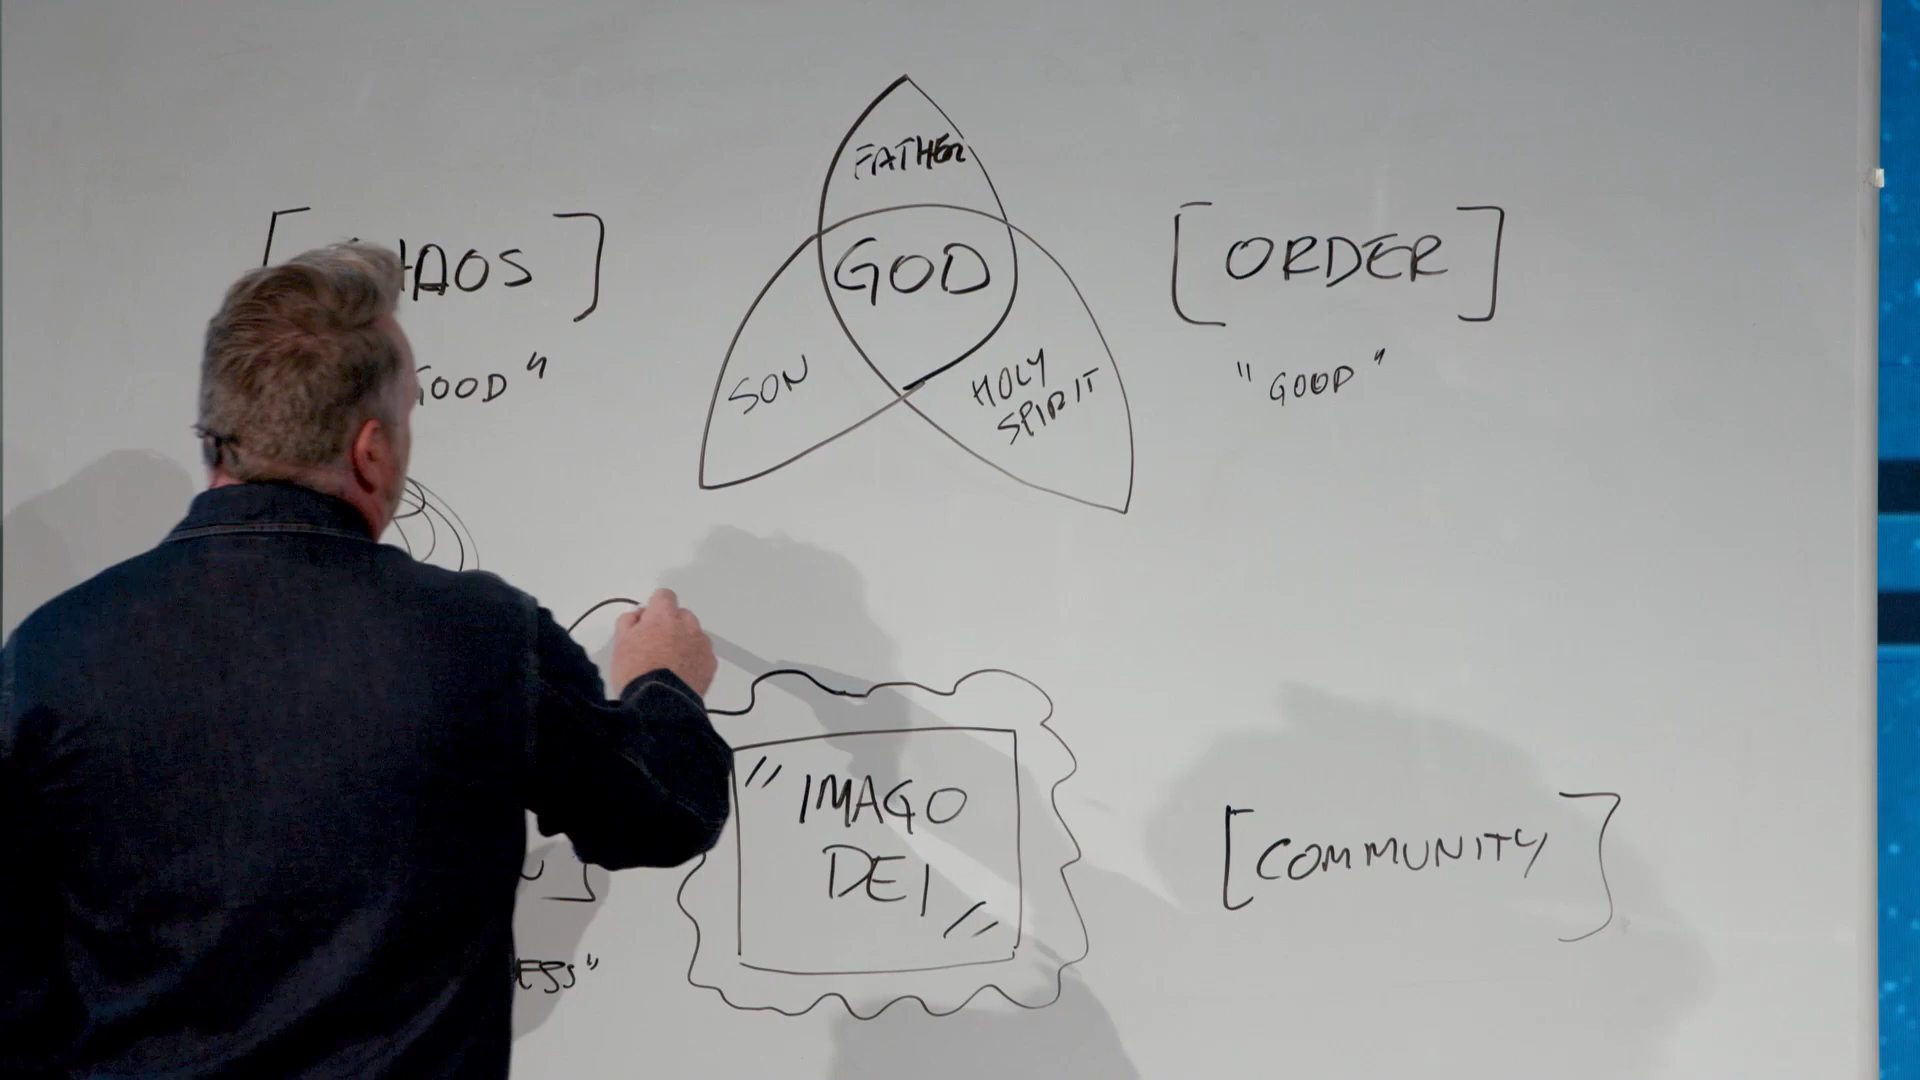 FATHER
GOD
[ORDER]
SON
HOLY
SPIRIT
"GOOD"
"IMAGO
DEI"
[COMMUNITY]